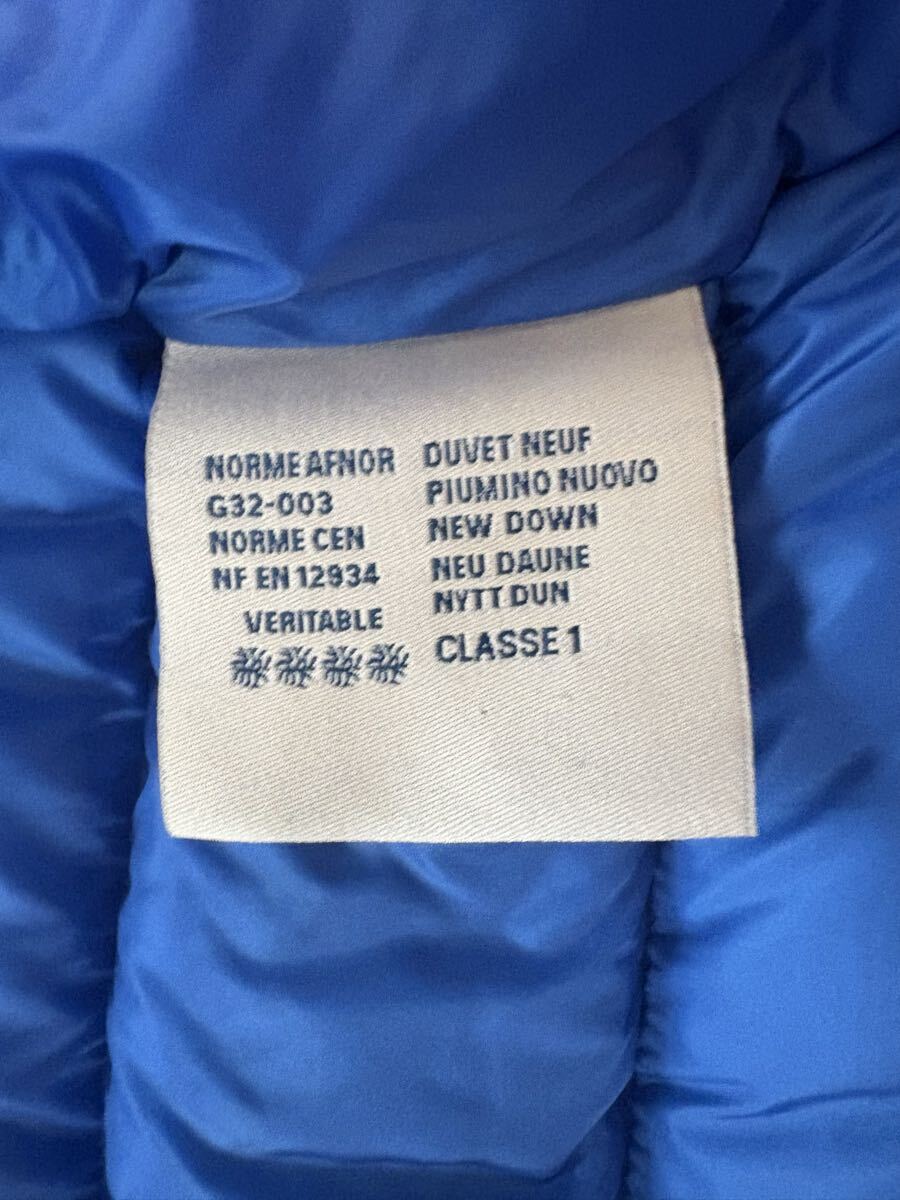 NORME AFNOR
G32-003
NORME CEN
NF EN 12934
VERITABLE
DUVET NEUF
PIUMINO NUOVO
NEW DOWN
NEU DAUNE
NYTT DUN
CLASSE 1